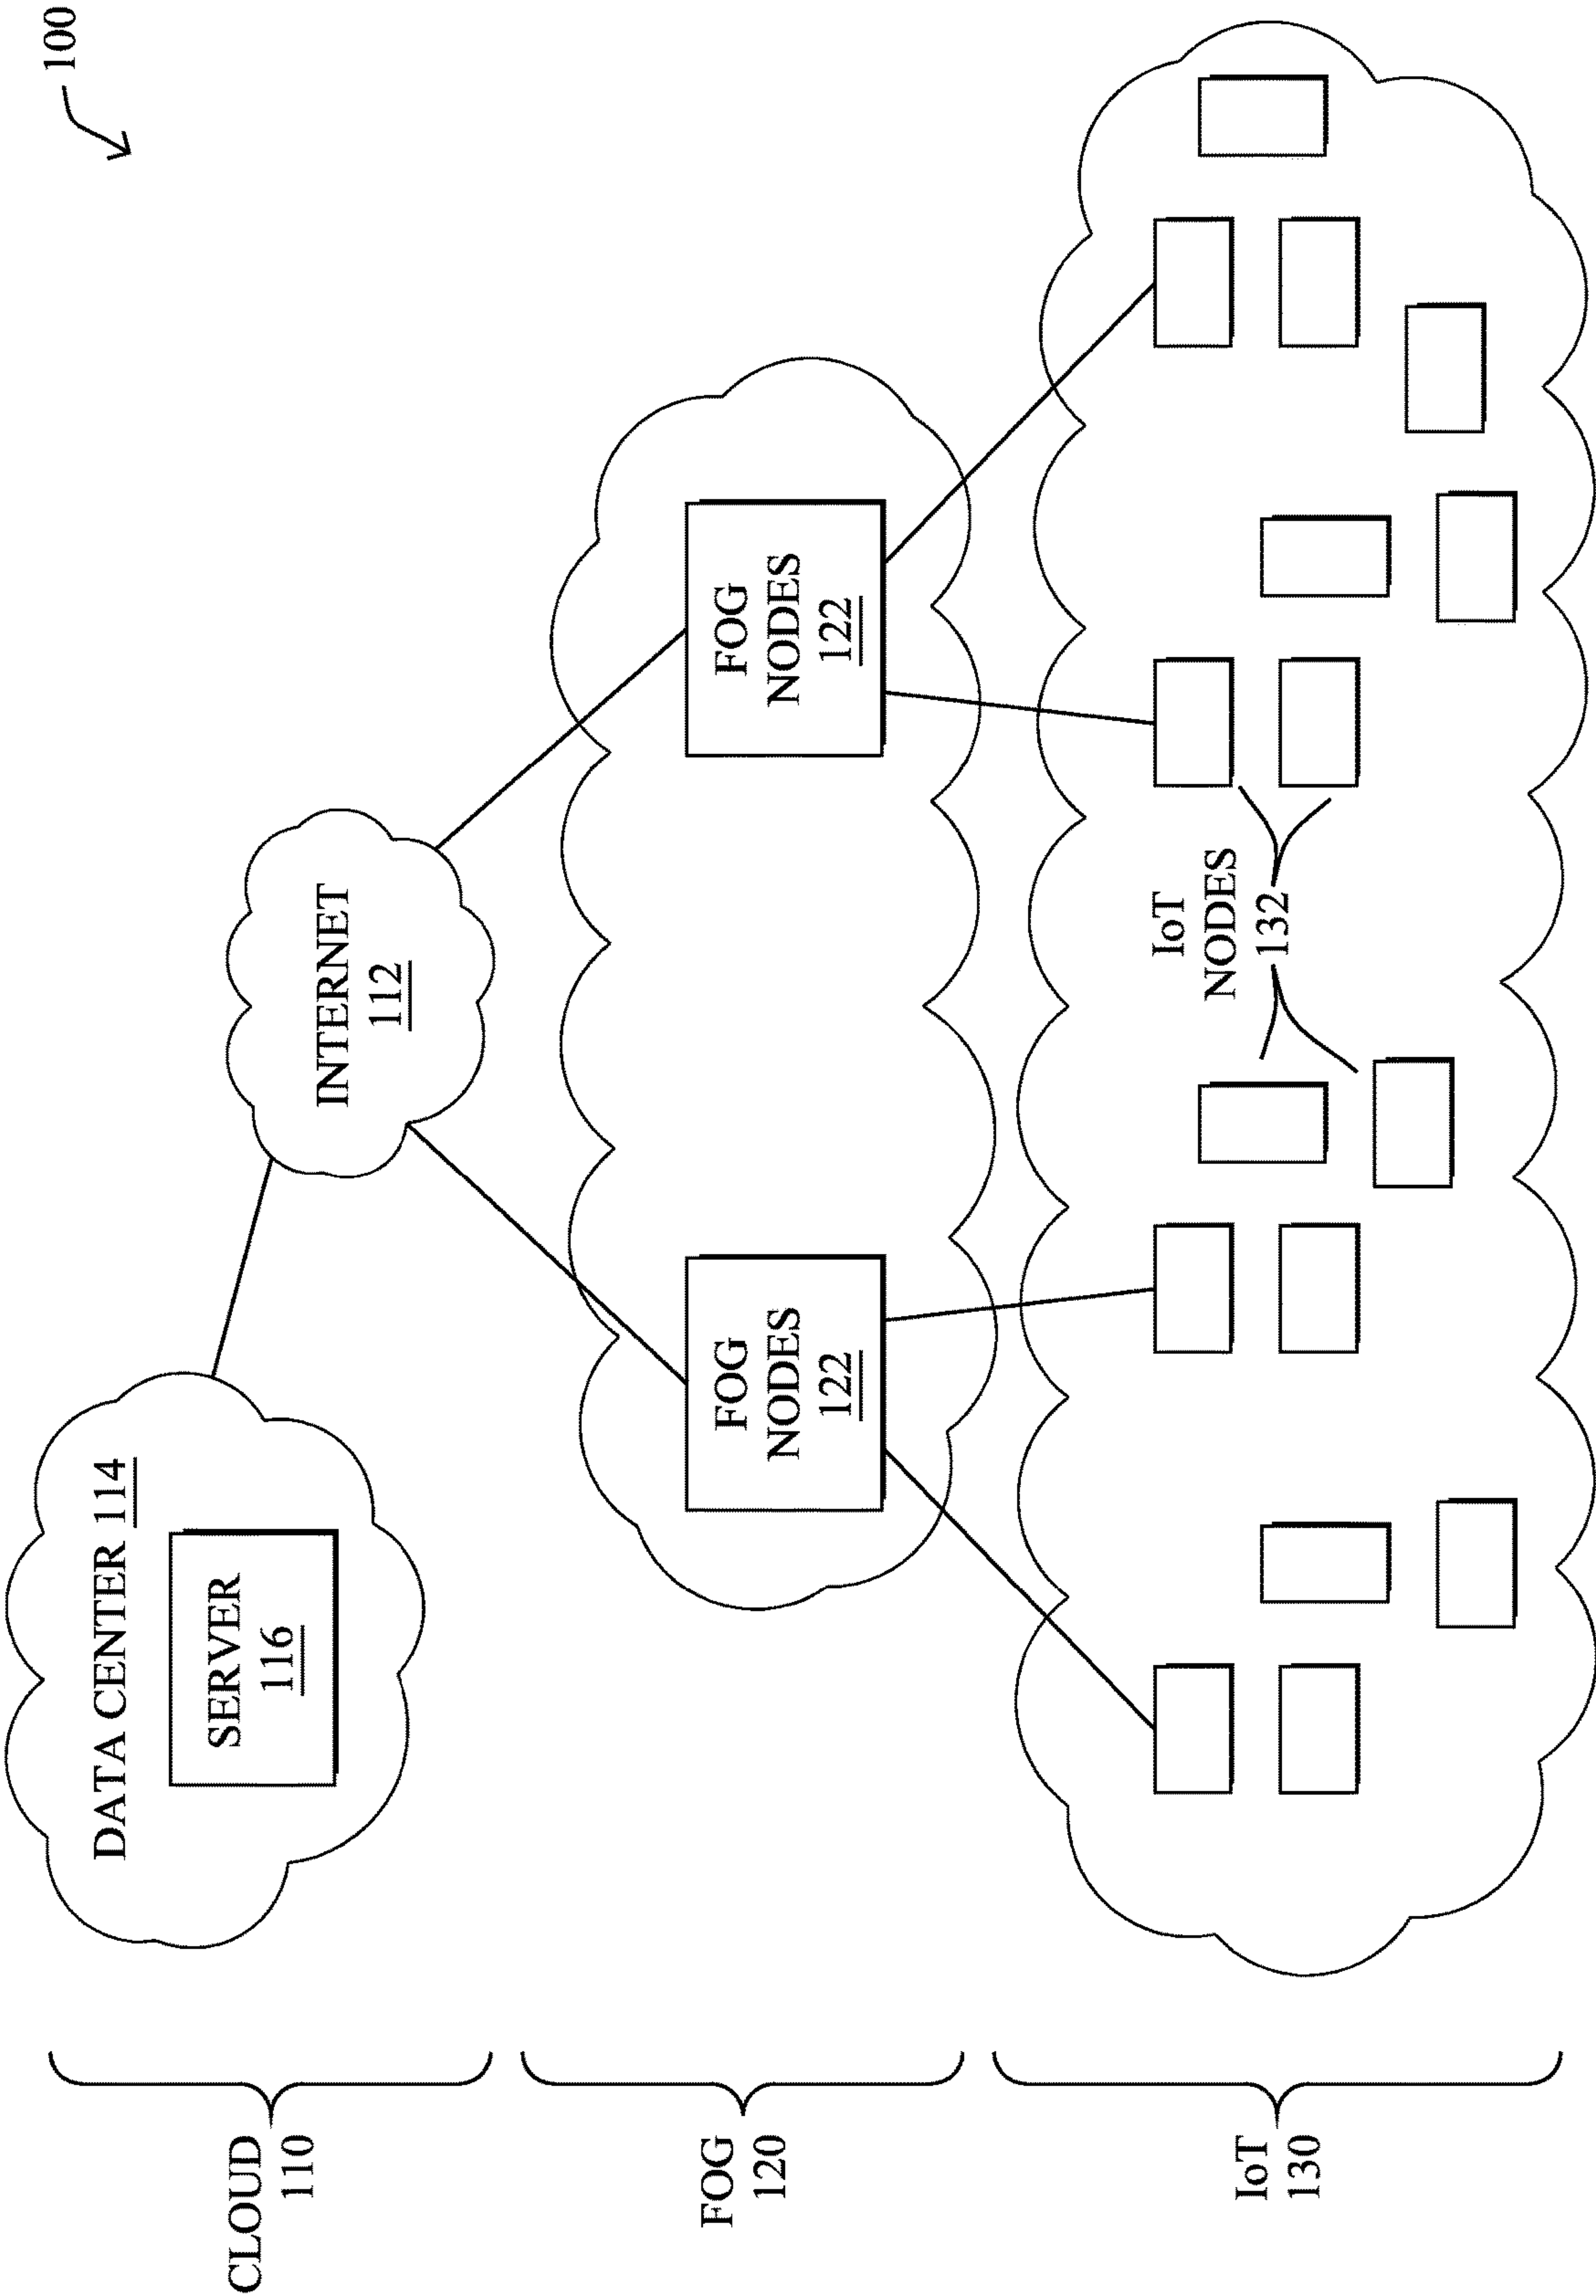 100
CLOUD
110
DATA CENTER 114
SERVER
116
INTERNET
112
FOG
120
FOG
NODES
122
FOG
NODES
122
IoT
130
IoT
NODES
132